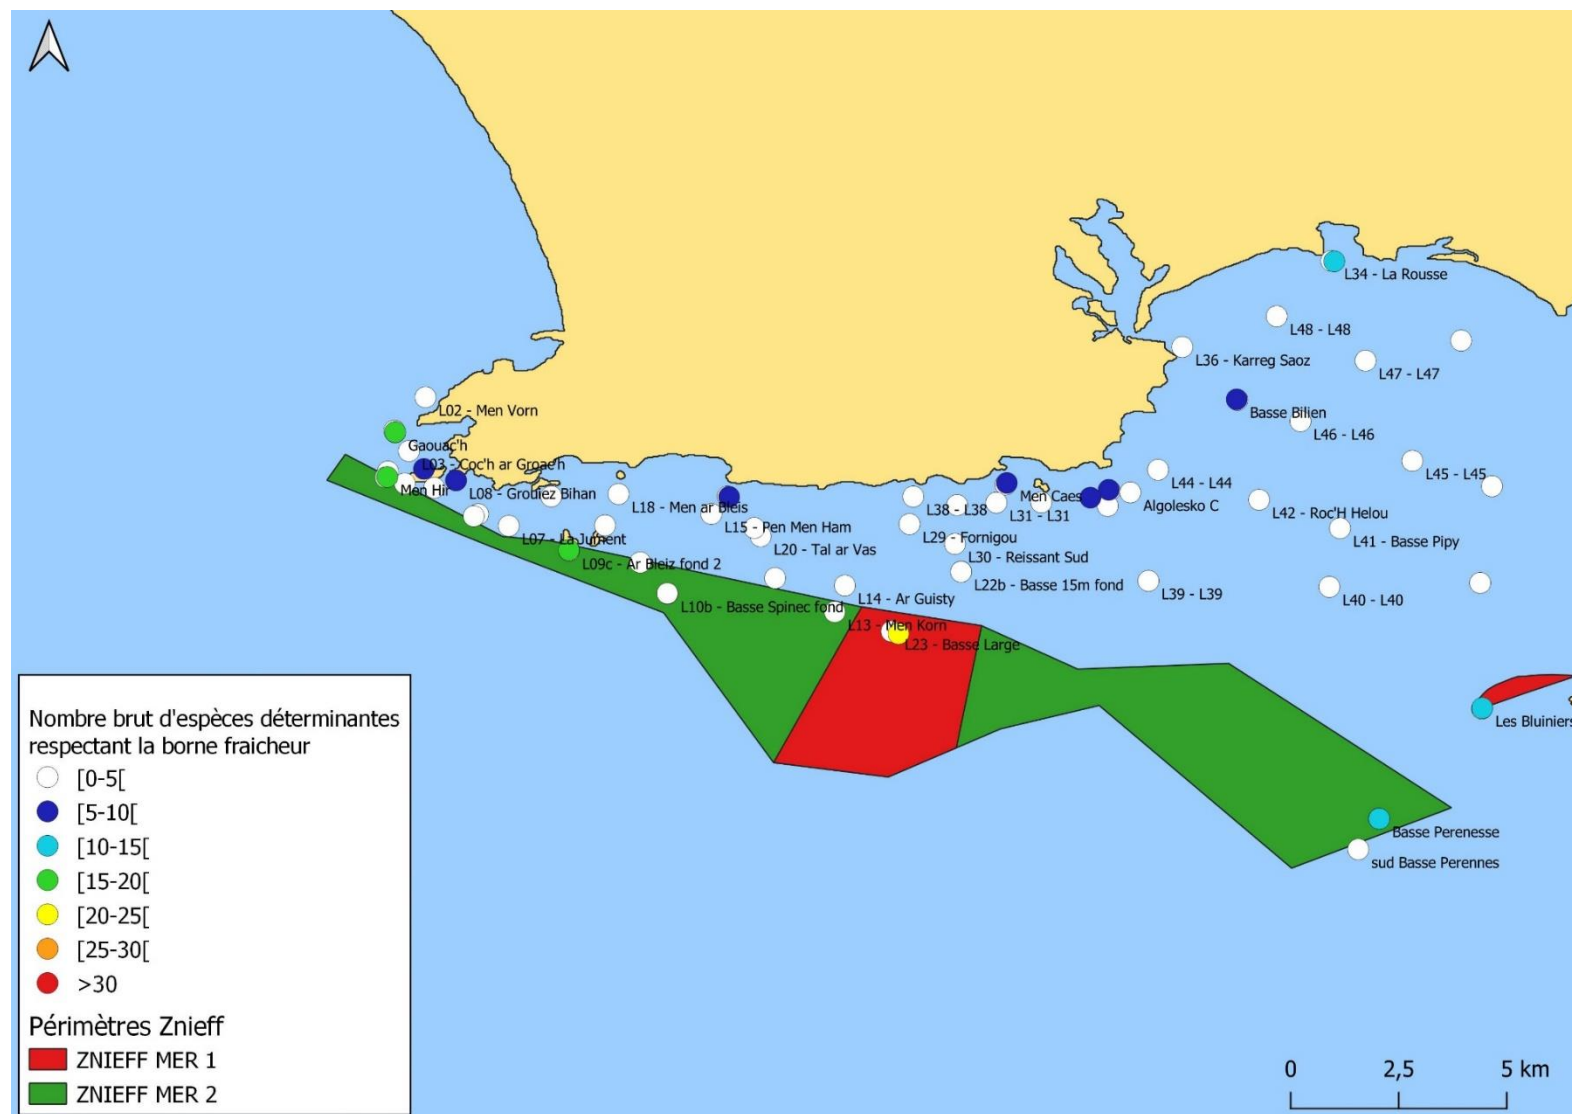 L34 - La Rousse
L48 - L48
L36 - Karreg Saoz
L47 - L47
L02 - Men Vorn
Basse Bilien
L46 - L46
Gaouac'h
L03 - Coc'h ar Groac'h
L45 - L45
L44 - L44
Men Hir
L08 - Groñiez Bihan
Men Caes
Algolesko C
L18 - Men ar Bleis
L38 - L38
L31 - L31
L42 - Roc'H Helou
L15 - Pen Men Ham
L07 - La Jument
L29 - Fornigou
L41 - Basse Pipy
L20 - Tal ar Vas
L09c - Ar Bleiz fond 2
L30 - Reissant Sud
L22b - Basse 15m fond
L39 - L39
L40 - L40
L14 - Ar Guisty
L10b - Basse Spinec fond
L13 - Men Korn
L23 - Basse Large
Les Bluiniers
Basse Perenesse
sud Basse Perennes
Nombre brut d'espèces déterminantes
respectant la borne fraicheur
[0-5[
[5-10[
[10-15[
[15-20[
[20-25[
[25-30[
>30
Périmètres Znieff
ZNIEFF MER 1
ZNIEFF MER 2
0 2,5 5 km